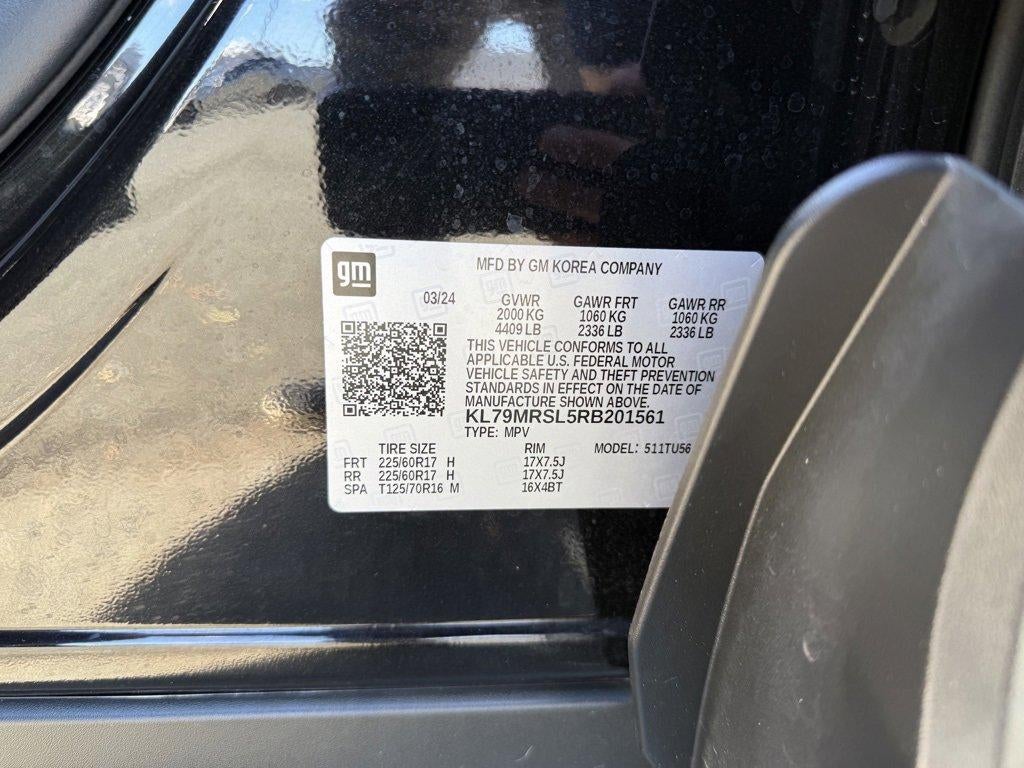 gm
MFD BY GM KOREA COMPANY
03/24 GVWR GAWR FRT GAWR RR
2000 KG 1060 KG 1060 KG
4409 LB 2336 LB 2336 LB
THIS VEHICLE CONFORMS TO ALL
APPLICABLE U.S. FEDERAL MOTOR
VEHICLE SAFETY AND THEFT PREVENTION
STANDARDS IN EFFECT ON THE DATE OF
MANUFACTURE SHOWN ABOVE.
KL79MRSL5RB201561
TYPE: MPV
TIRE SIZE RIM MODEL: 511TU56
FRT 225/60R17 H 17X7.5J
RR 225/60R17 H 17X7.5J
SPA T125/70R16 M 16X4BT